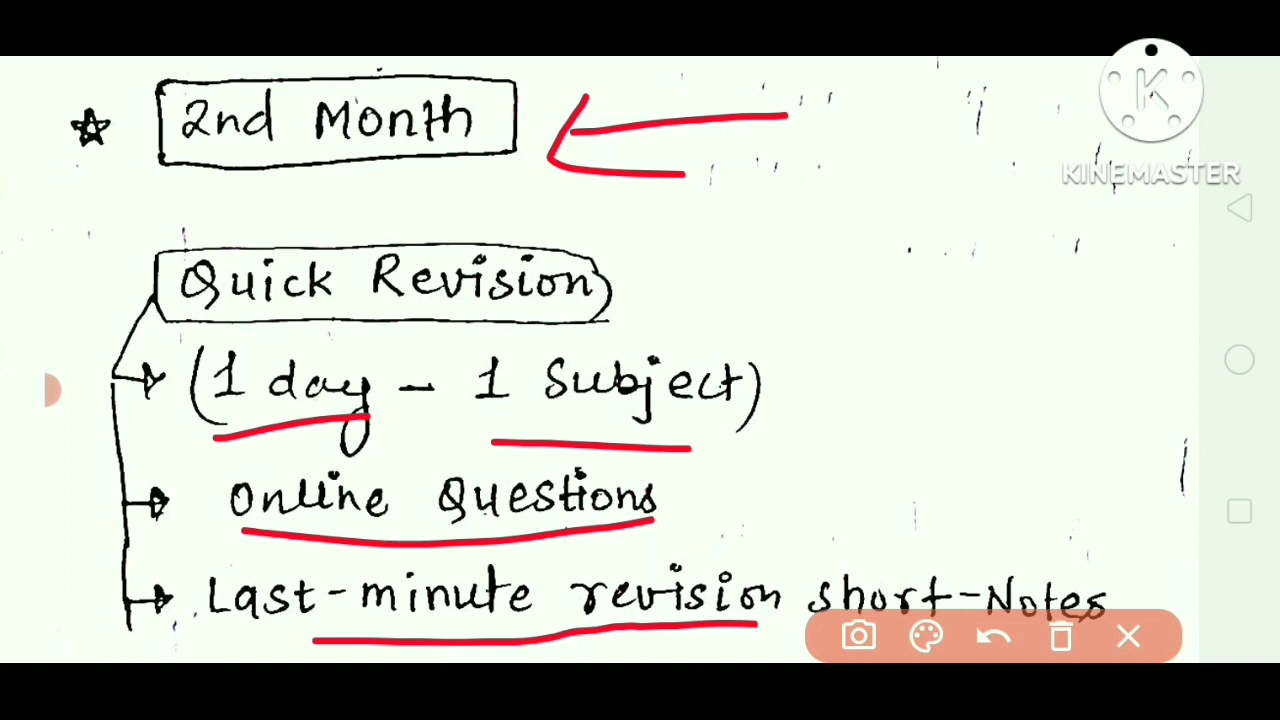 2nd Month
KINEMASTER
Quick Revision
(1 day - 1 Subject)
Online Questions
Last-minute revision short-Notes